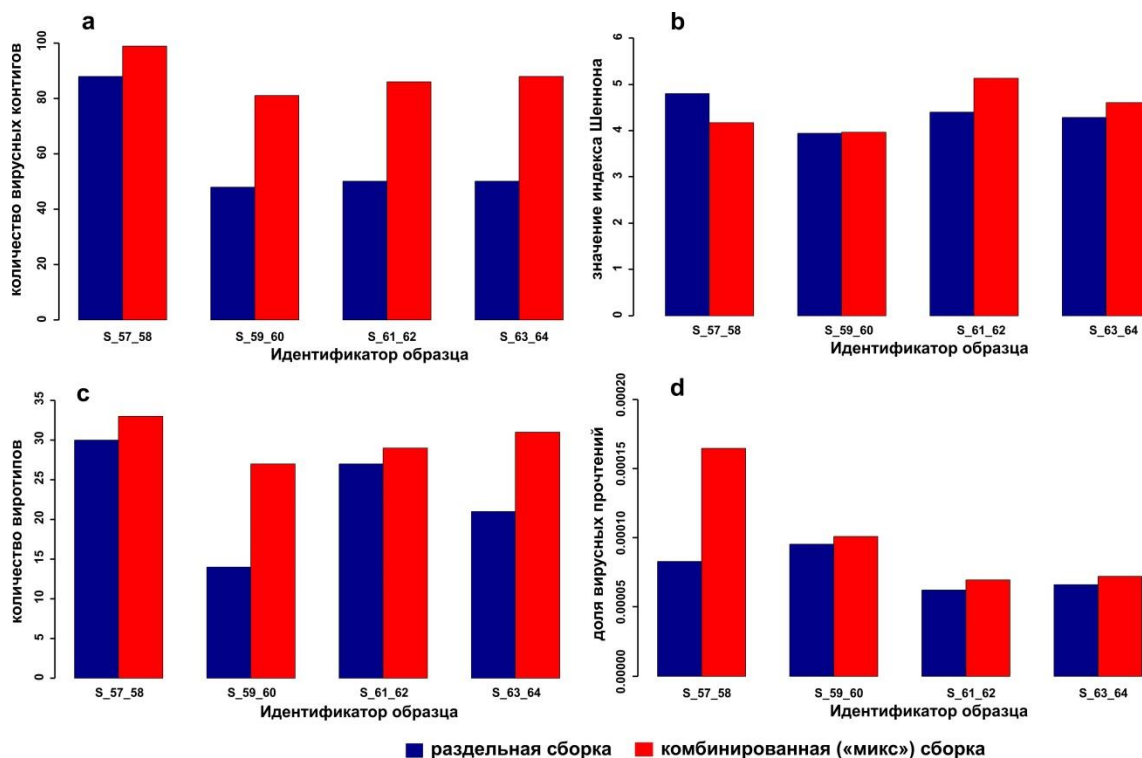 a
количество вирусных контигов
100
80
60
40
20
0
S_57_58 S_59_60 S_61_62 S_63_64
Идентификатор образца
b
значение индекса Шеннона
6
5
4
3
2
1
0
S_57_58 S_59_60 S_61_62 S_63_64
Идентификатор образца
c
количество виротипов
35
30
25
20
15
10
5
0
S_57_58 S_59_60 S_61_62 S_63_64
Идентификатор образца
d
доля вирусных прочтений
0.00020
0.00015
0.00010
0.00005
0.00000
S_57_58 S_59_60 S_61_62 S_63_64
Идентификатор образца
раздельная сборка комбинированная («микс») сборка